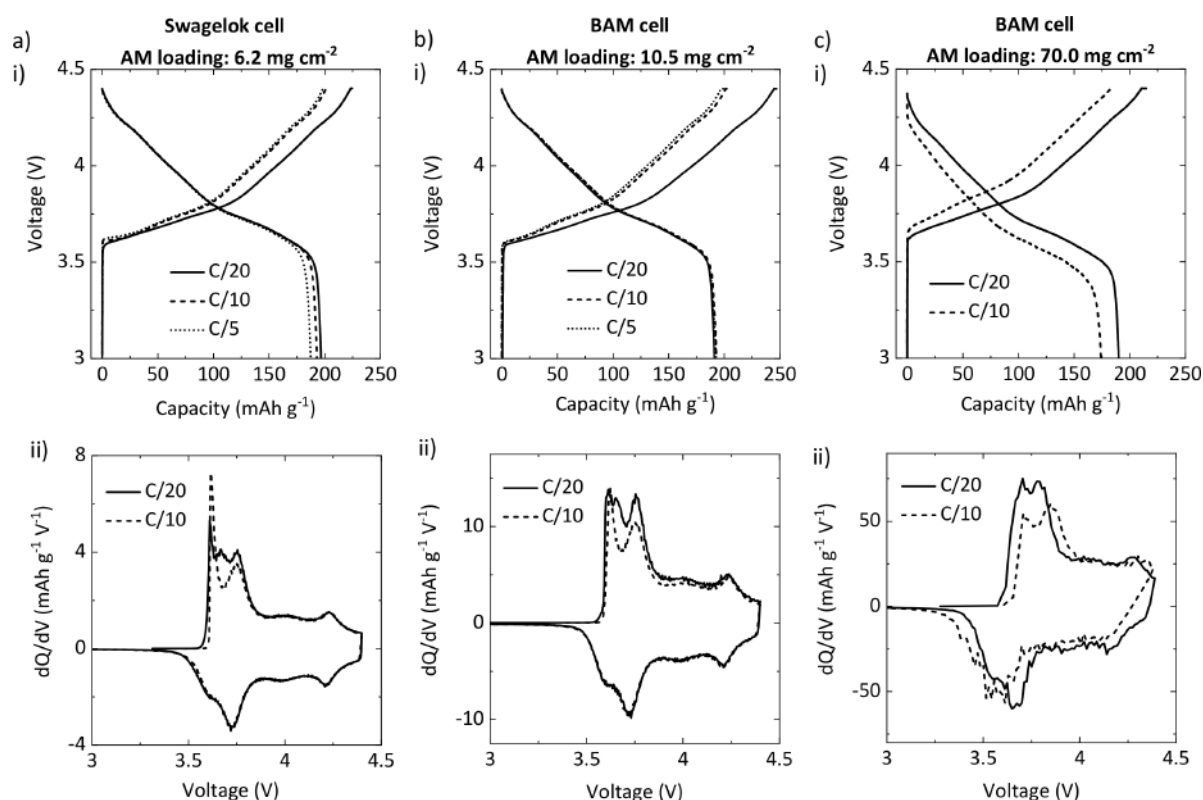 a)
Swagelok cell
AM loading: 6.2 mg cm⁻²
i)
Voltage (V)
4.5
4
3.5
3
C/20
C/10
C/5
0 50 100 150 200 250
Capacity (mAh g⁻¹)
b)
BAM cell
AM loading: 10.5 mg cm⁻²
i)
Voltage (V)
4.5
4
3.5
3
C/20
C/10
C/5
0 50 100 150 200 250
Capacity (mAh g⁻¹)
c)
BAM cell
AM loading: 70.0 mg cm⁻²
i)
Voltage (V)
4.5
4
3.5
3
C/20
C/10
0 50 100 150 200 250
Capacity (mAh g⁻¹)
ii)
dQ/dV (mAh g⁻¹ V⁻¹)
8
4
0
-4
C/20
C/10
3 3.5 4 4.5
Voltage (V)
ii)
dQ/dV (mAh g⁻¹ V⁻¹)
10
0
-10
C/20
C/10
3 3.5 4 4.5
Voltage (V)
ii)
dQ/dV (mAh g⁻¹ V⁻¹)
50
0
-50
C/20
C/10
3 3.5 4 4.5
Voltage (V)